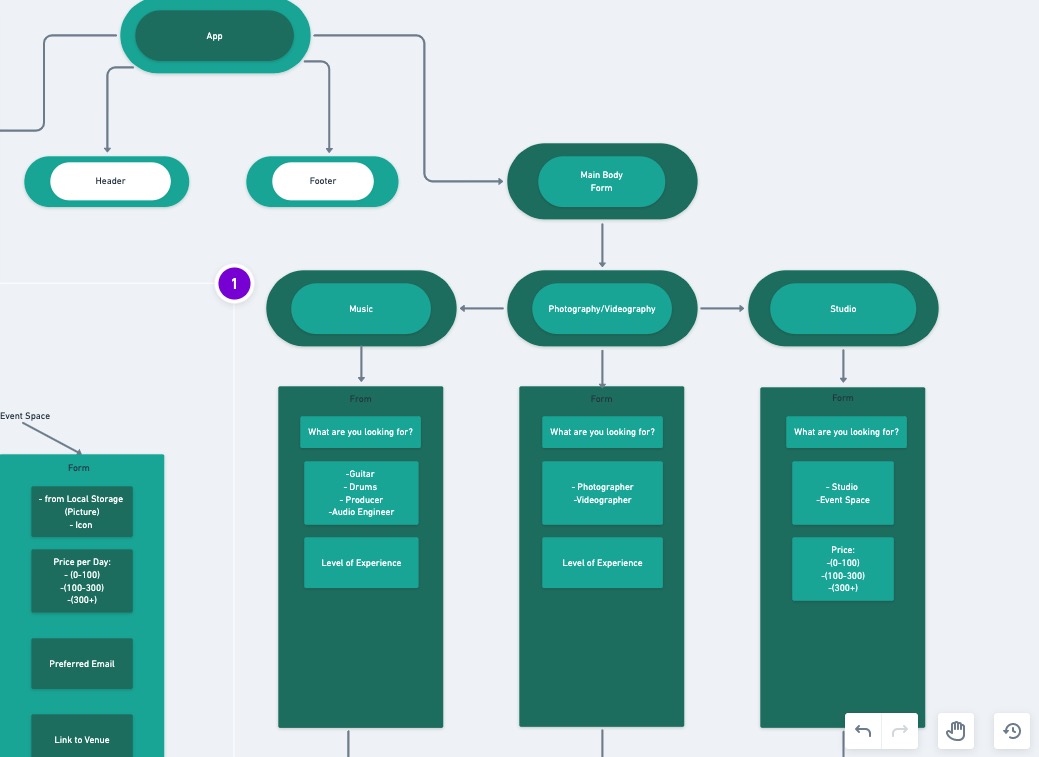 App
Header
Footer
Main Body
Form
1
Music
Photography/Videography
Studio
From
What are you looking for?
-Guitar
- Drums
- Producer
-Audio Engineer
Level of Experience
Form
What are you looking for?
- Photographer
-Videographer
Level of Experience
Form
What are you looking for?
- Studio
-Event Space
Price:
-(0-100)
-(100-300)
-(300+)
Event Space
Form
- from Local Storage
(Picture)
- Icon
Price per Day:
- (0-100)
-(100-300)
-(300+)
Preferred Email
Link to Venue